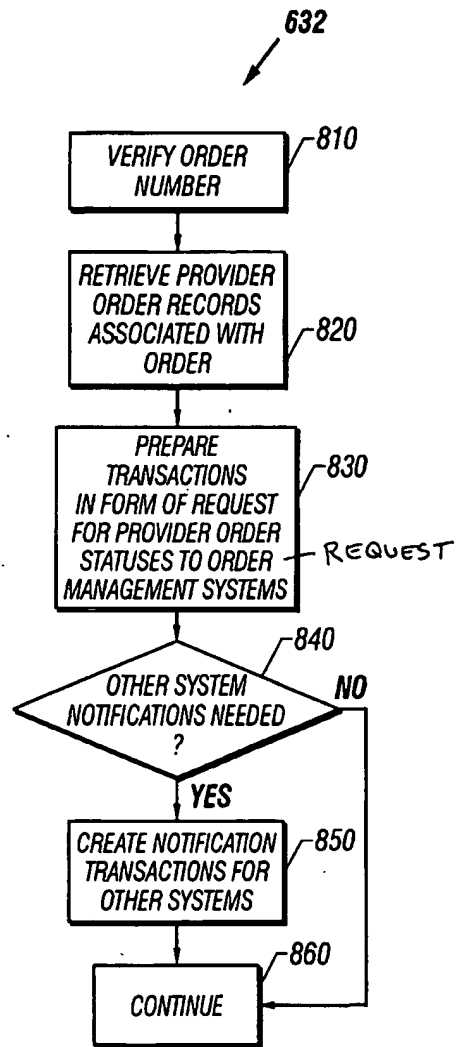 632
VERIFY ORDER
NUMBER
810
RETRIEVE PROVIDER
ORDER RECORDS
ASSOCIATED WITH
ORDER
820
PREPARE
TRANSACTIONS
IN FORM OF REQUEST
FOR PROVIDER ORDER
STATUSES TO ORDER
MANAGEMENT SYSTEMS
830
REQUEST
840
OTHER SYSTEM
NOTIFICATIONS NEEDED
?
NO
YES
CREATE NOTIFICATION
TRANSACTIONS FOR
OTHER SYSTEMS
850
CONTINUE
860